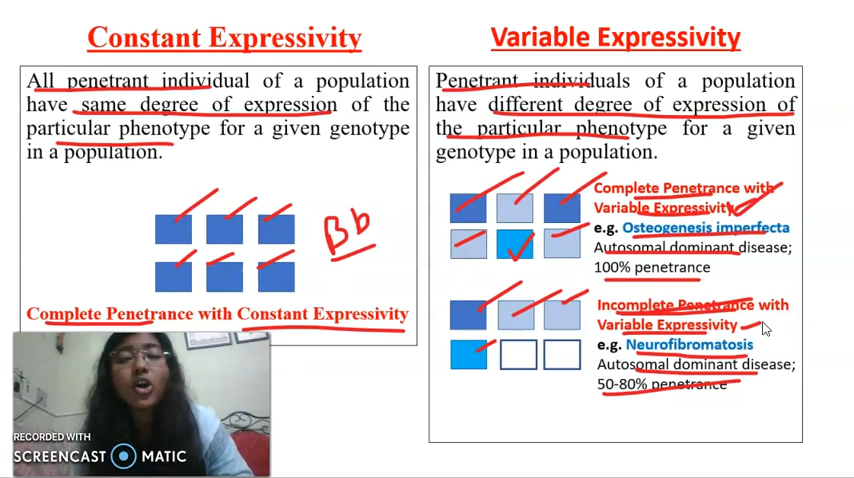 Constant Expressivity
All penetrant individual of a population
have same degree of expression of the
particular phenotype for a given genotype
in a population.
Bb
Complete Penetrance with Constant Expressivity
Variable Expressivity
Penetrant individuals of a population
have different degree of expression of
the particular phenotype for a given
genotype in a population.
Complete Penetrance with
Variable Expressivity
e.g. Osteogenesis imperfecta
Autosomal dominant disease;
100% penetrance
Incomplete Penetrance with
Variable Expressivity
e.g. Neurofibromatosis
Autosomal dominant disease;
50-80% penetrance
RECORDED WITH
SCREENCAST MATIC